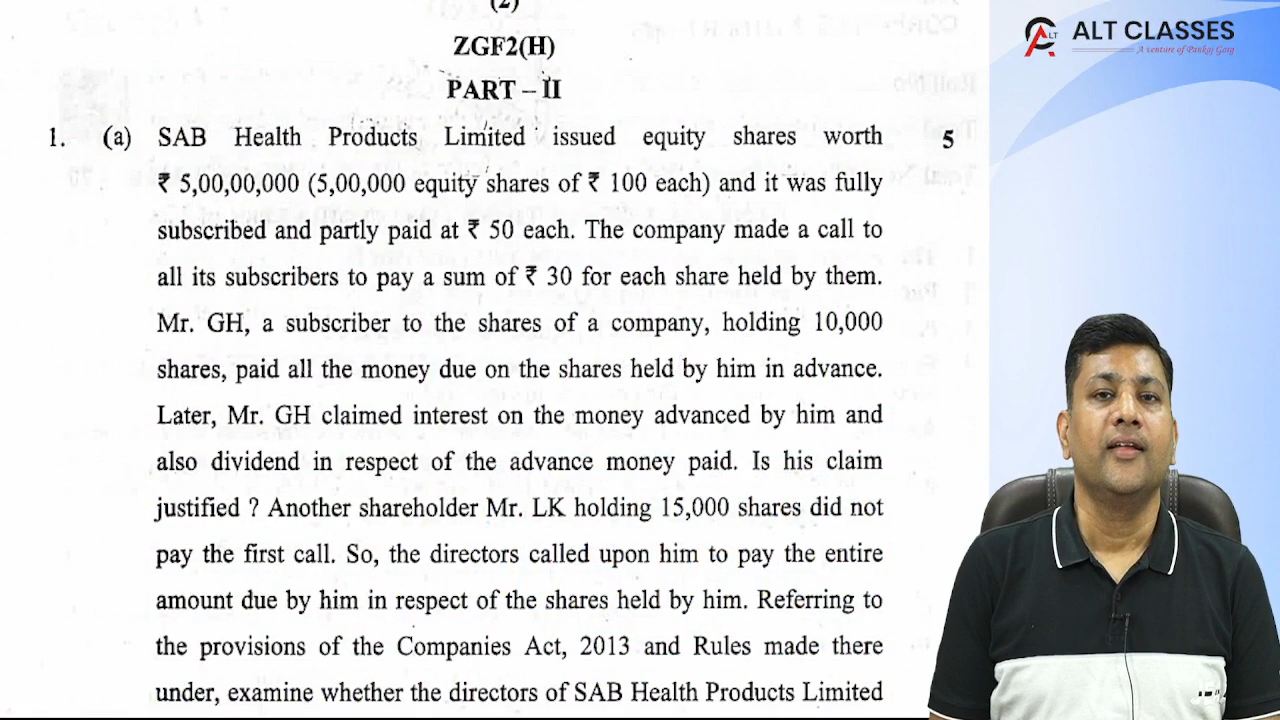 (2)
ZGF2(H)
PART – II
1. (a) SAB Health Products Limited issued equity shares worth 5
₹ 5,00,00,000 (5,00,000 equity shares of ₹ 100 each) and it was fully
subscribed and partly paid at ₹ 50 each. The company made a call to
all its subscribers to pay a sum of ₹ 30 for each share held by them.
Mr. GH, a subscriber to the shares of a company, holding 10,000
shares, paid all the money due on the shares held by him in advance.
Later, Mr. GH claimed interest on the money advanced by him and
also dividend in respect of the advance money paid. Is his claim
justified ? Another shareholder Mr. LK holding 15,000 shares did not
pay the first call. So, the directors called upon him to pay the entire
amount due by him in respect of the shares held by him. Referring to
the provisions of the Companies Act, 2013 and Rules made there
under, examine whether the directors of SAB Health Products Limited
ALT
ALT CLASSES
A venture of Pankaj Garg